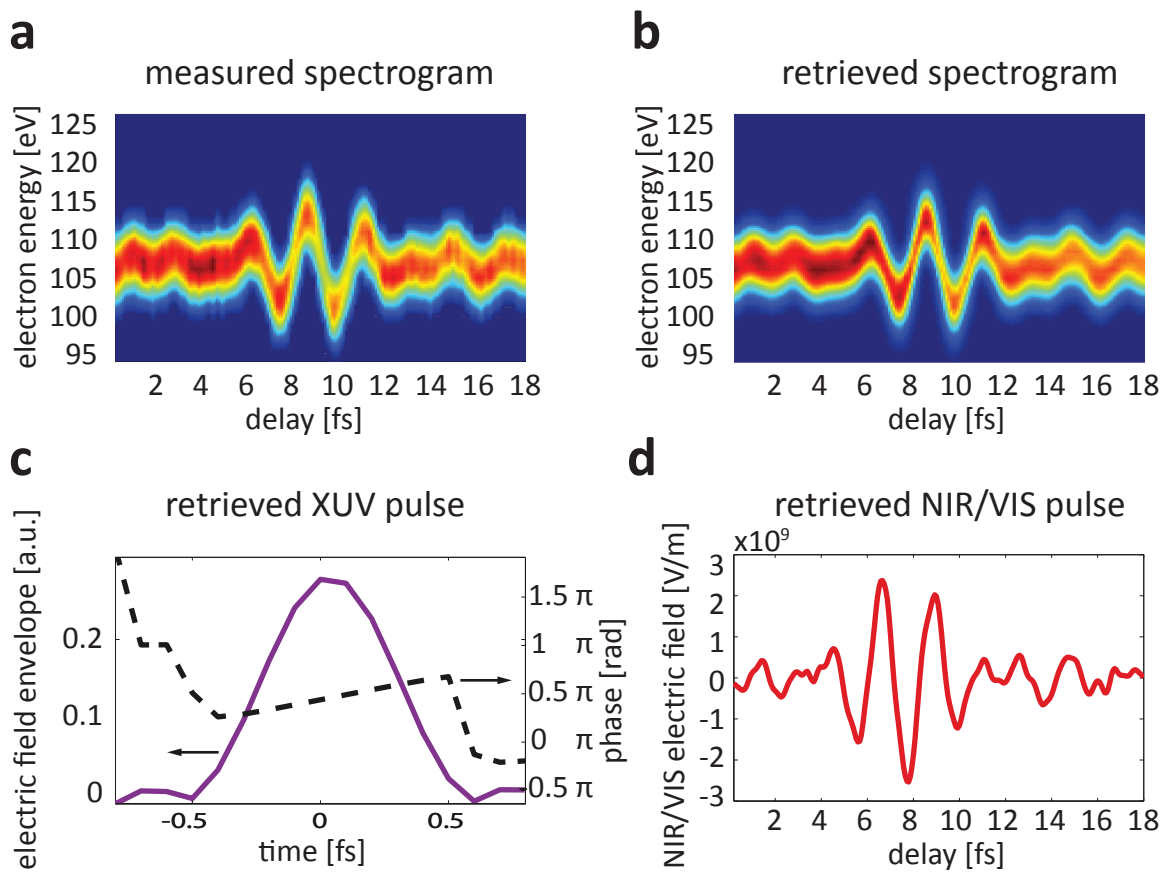 a
measured spectrogram
electron energy [eV]
125
120
115
110
105
100
95
2 4 6 8 10 12 14 16 18
delay [fs]
b
retrieved spectrogram
electron energy [eV]
125
120
115
110
105
100
95
2 4 6 8 10 12 14 16 18
delay [fs]
c
retrieved XUV pulse
electric field envelope [a.u.]
0.2
0.1
0
1.5 π
1 π
0.5 π
0 π
-0.5 π
phase [rad]
-0.5 0 0.5
time [fs]
d
retrieved NIR/VIS pulse
x10⁹
NIR/VIS electric field [V/m]
3
2
1
0
-1
-2
-3
2 4 6 8 10 12 14 16 18
delay [fs]